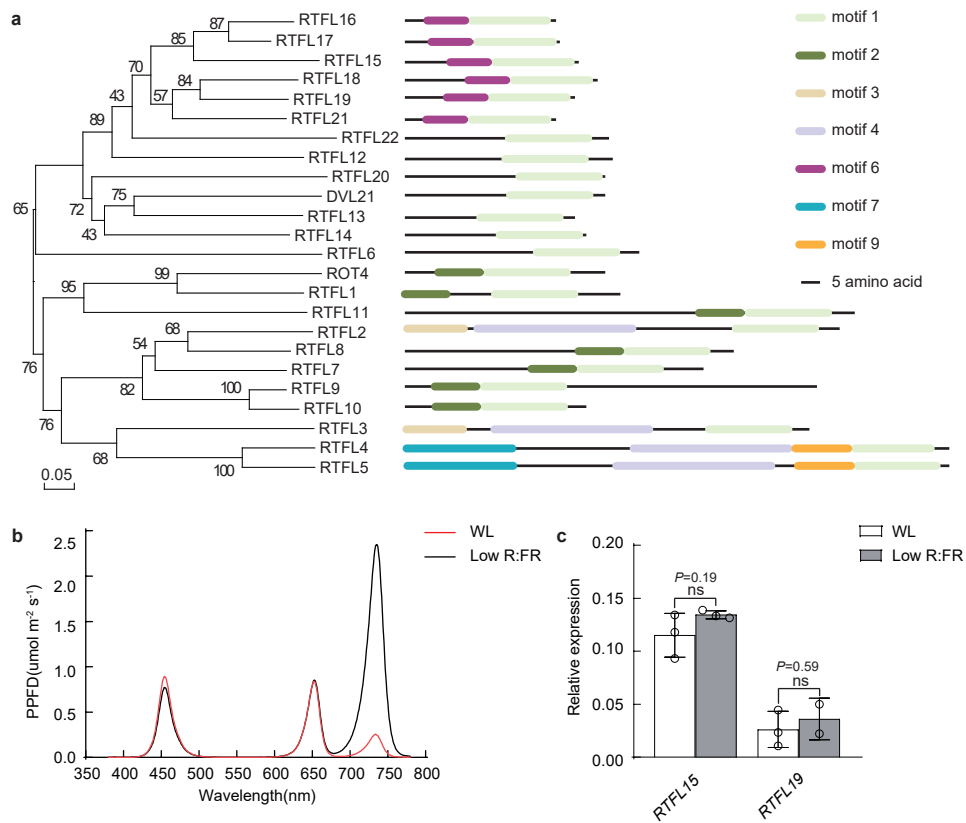 a
RTFL16
RTFL17
RTFL15
RTFL18
RTFL19
RTFL21
RTFL22
RTFL12
RTFL20
DVL21
RTFL13
RTFL14
RTFL6
ROT4
RTFL1
RTFL11
RTFL2
RTFL8
RTFL7
RTFL9
RTFL10
RTFL3
RTFL4
RTFL5
87
85
70
84
57
43
89
75
72
43
65
99
95
68
54
76
82
100
76
68
100
0.05
motif 1
motif 2
motif 3
motif 4
motif 6
motif 7
motif 9
5 amino acid
b
WL
Low R:FR
PPFD(umol m⁻² s⁻¹)
2.5
2.0
1.5
1.0
0.5
0.0
350 400 450 500 550 600 650 700 750 800
Wavelength(nm)
c
WL
Low R:FR
Relative expression
0.20
0.15
0.10
0.05
0.00
P=0.19
ns
P=0.59
ns
RTFL15
RTFL19